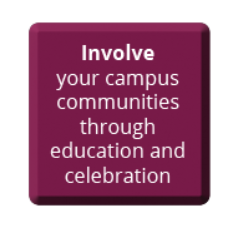 Involve
your campus
communities
through
education and
celebration